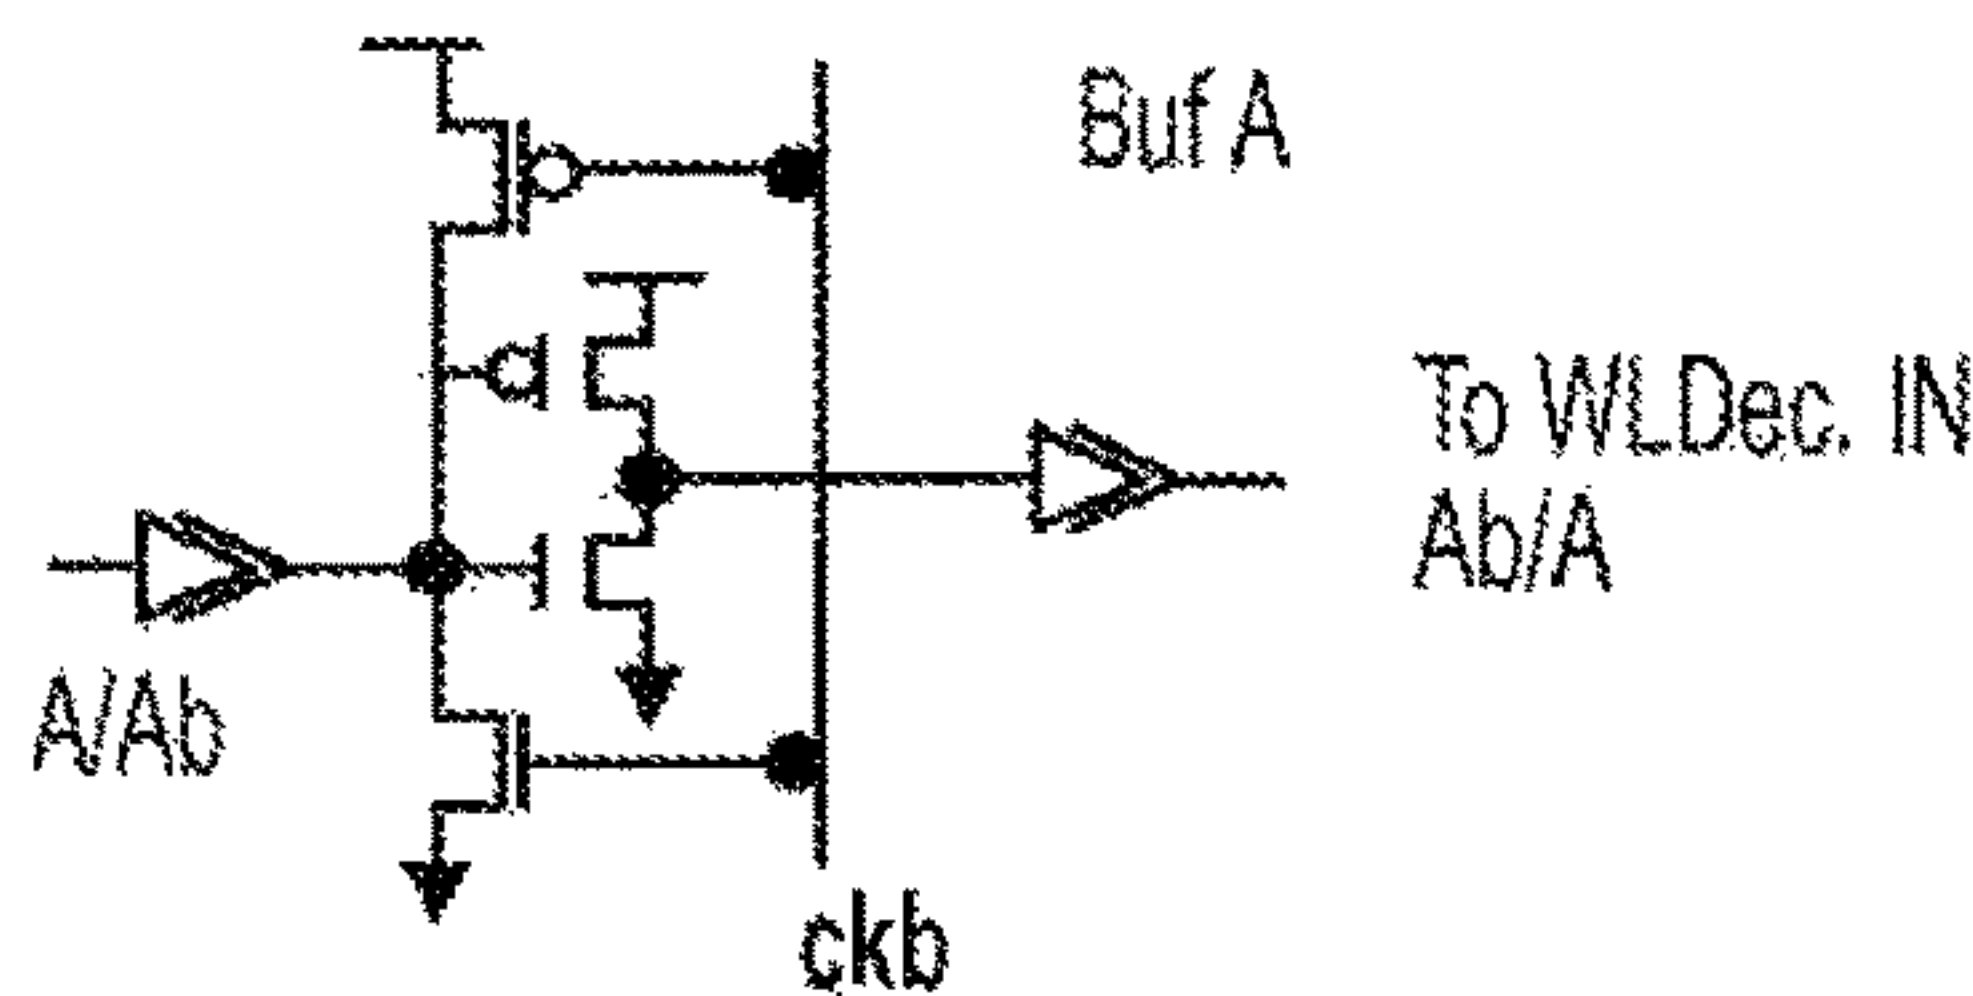 Buf A
To WLDec. IN
Ab/A
A/Ab
ckb